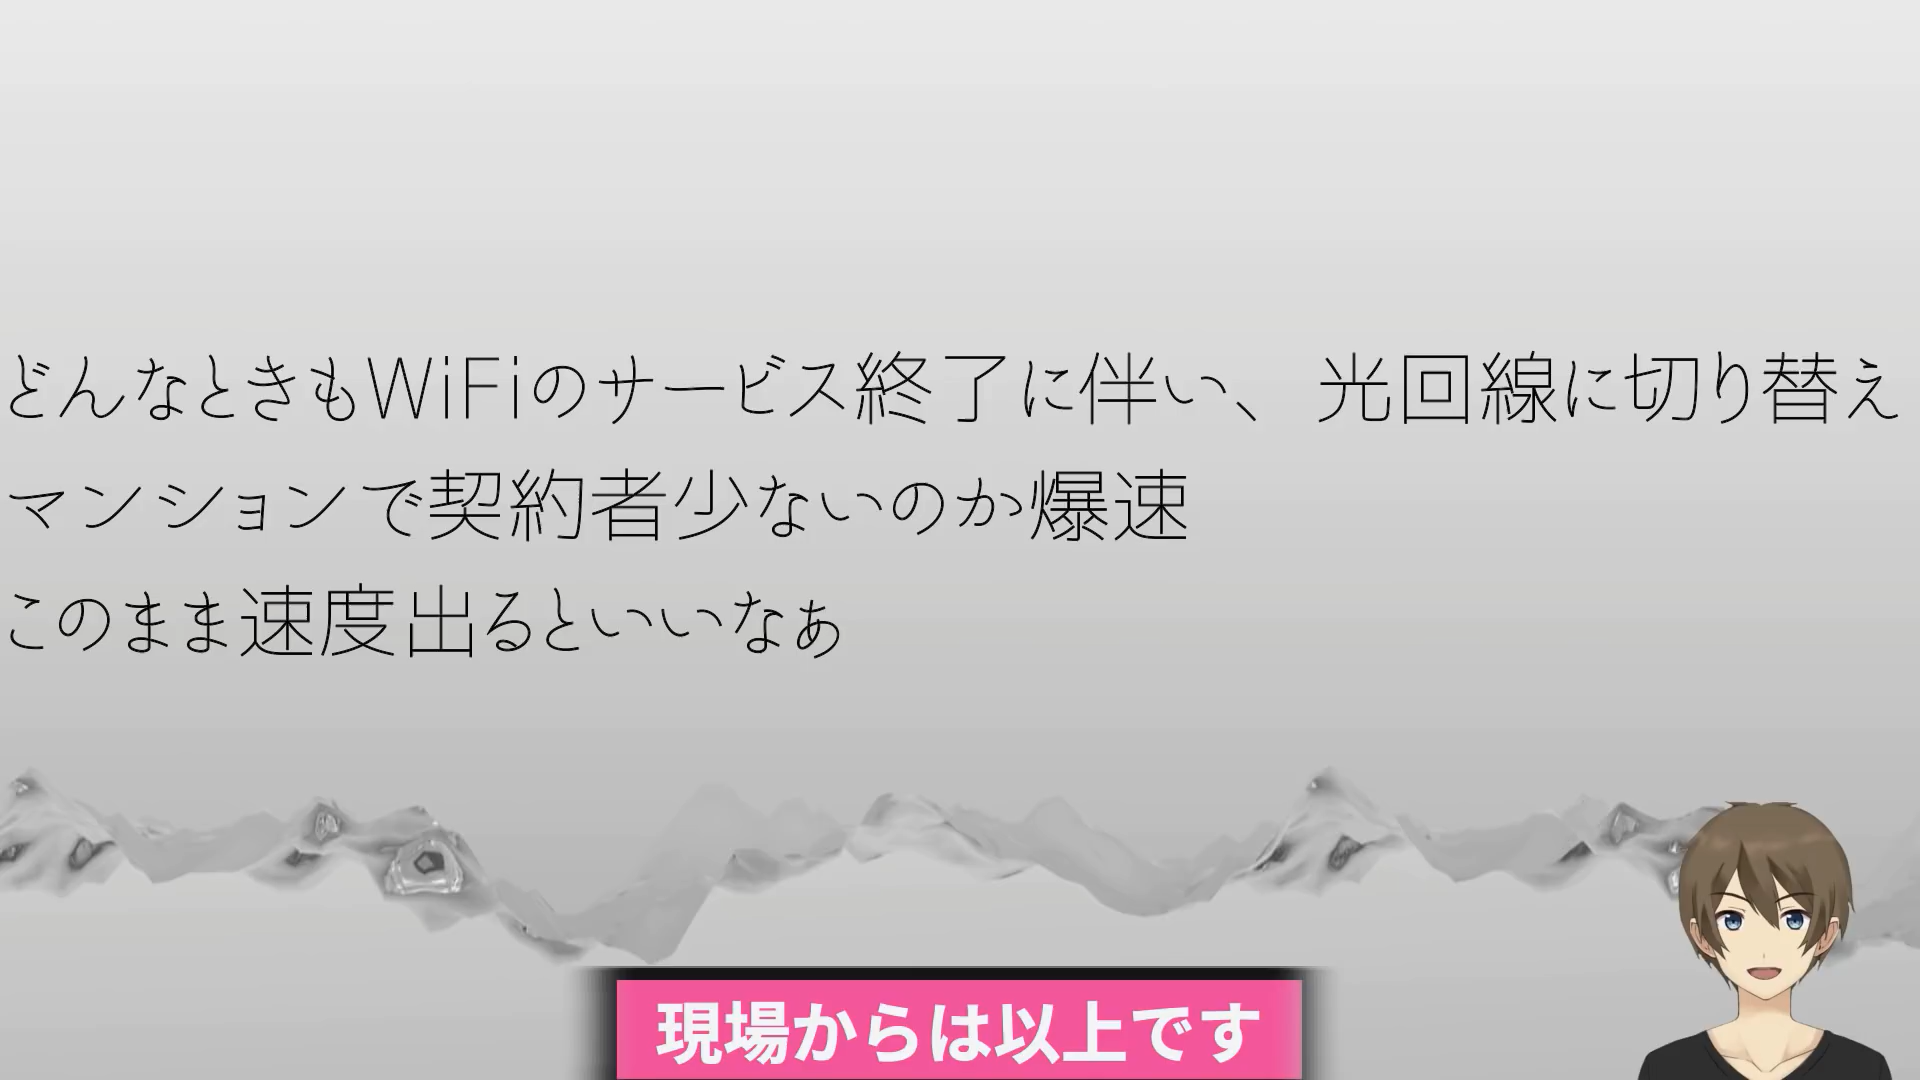 どんなときもWiFiのサービス終了に伴い、光回線に切り替え
マンションで契約者少ないのか爆速
このまま速度出るといいなぁ
現場からは以上です